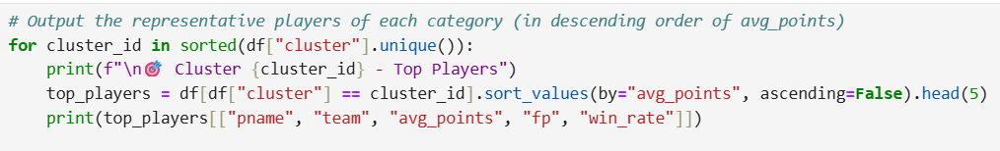 # Output the representative players of each category (in descending order of avg_points)
for cluster_id in sorted(df["cluster"].unique()):
    print(f"\n🎯 Cluster {cluster_id} - Top Players")
    top_players = df[df["cluster"] == cluster_id].sort_values(by="avg_points", ascending=False).head(5)
    print(top_players[["pname", "team", "avg_points", "fp", "win_rate"]])